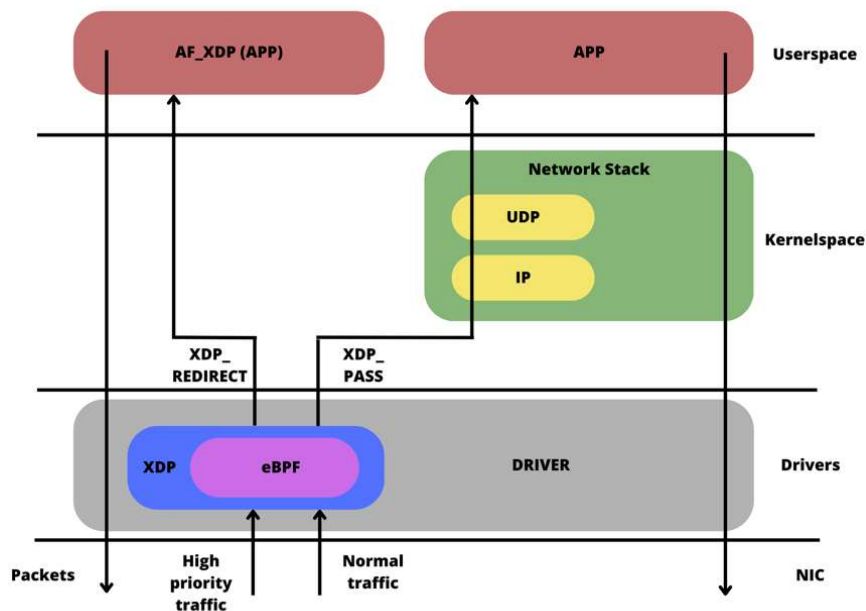 AF_XDP (APP)
APP
Userspace
Network Stack
UDP
Kernelspace
IP
XDP_
REDIRECT
XDP_
PASS
XDP
eBPF
DRIVER
Drivers
Packets
High
priority
traffic
Normal
traffic
NIC